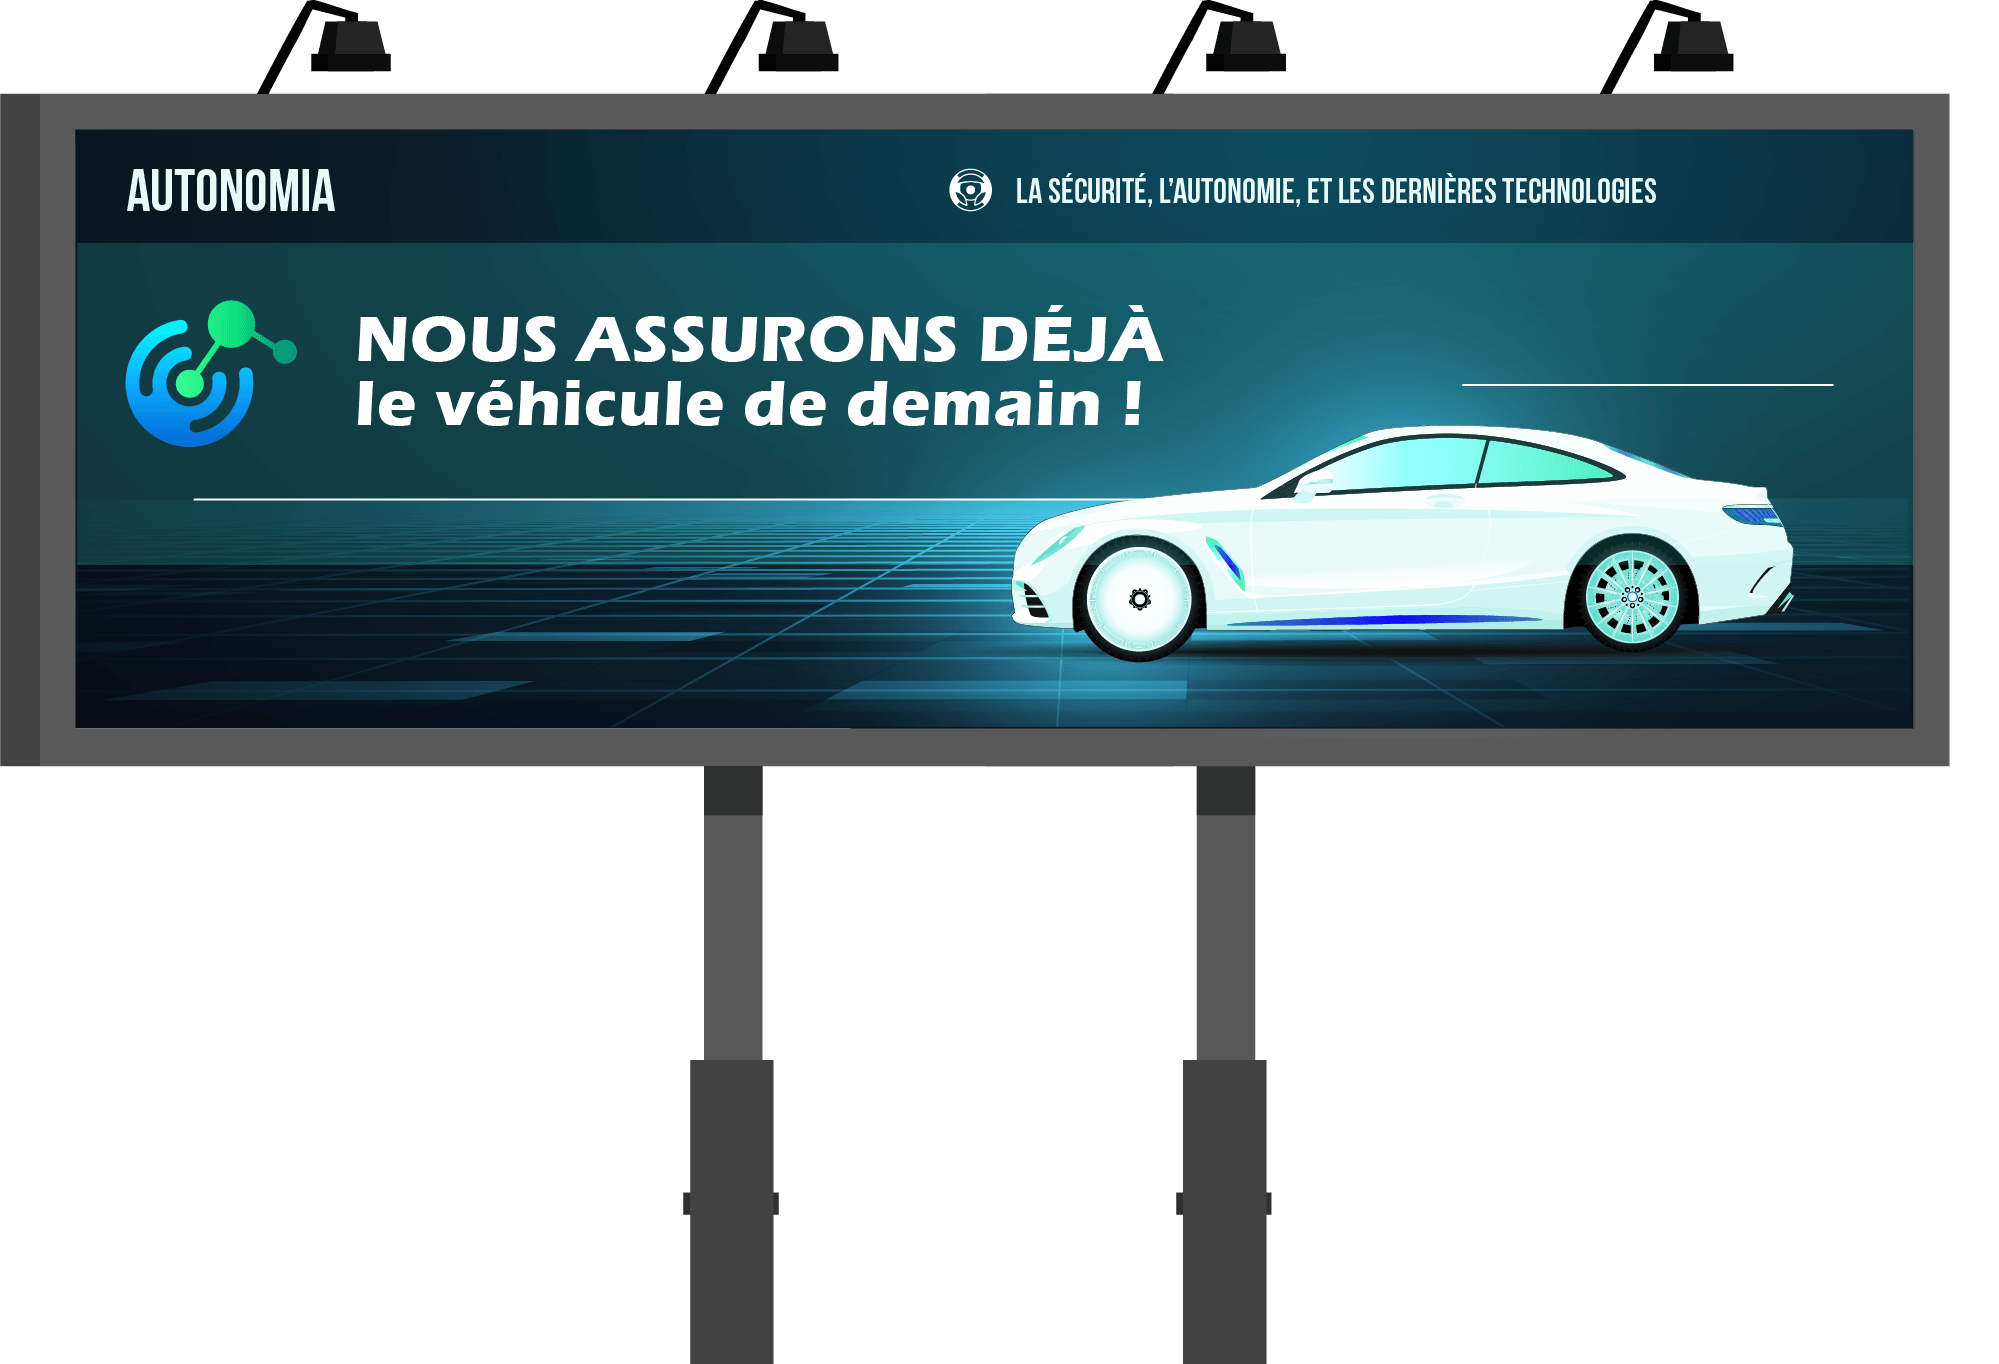 AUTONOMIA
LA SÉCURITÉ, L'AUTONOMIE, ET LES DERNIÈRES TECHNOLOGIES
NOUS ASSURONS DÉJÀ
le véhicule de demain !